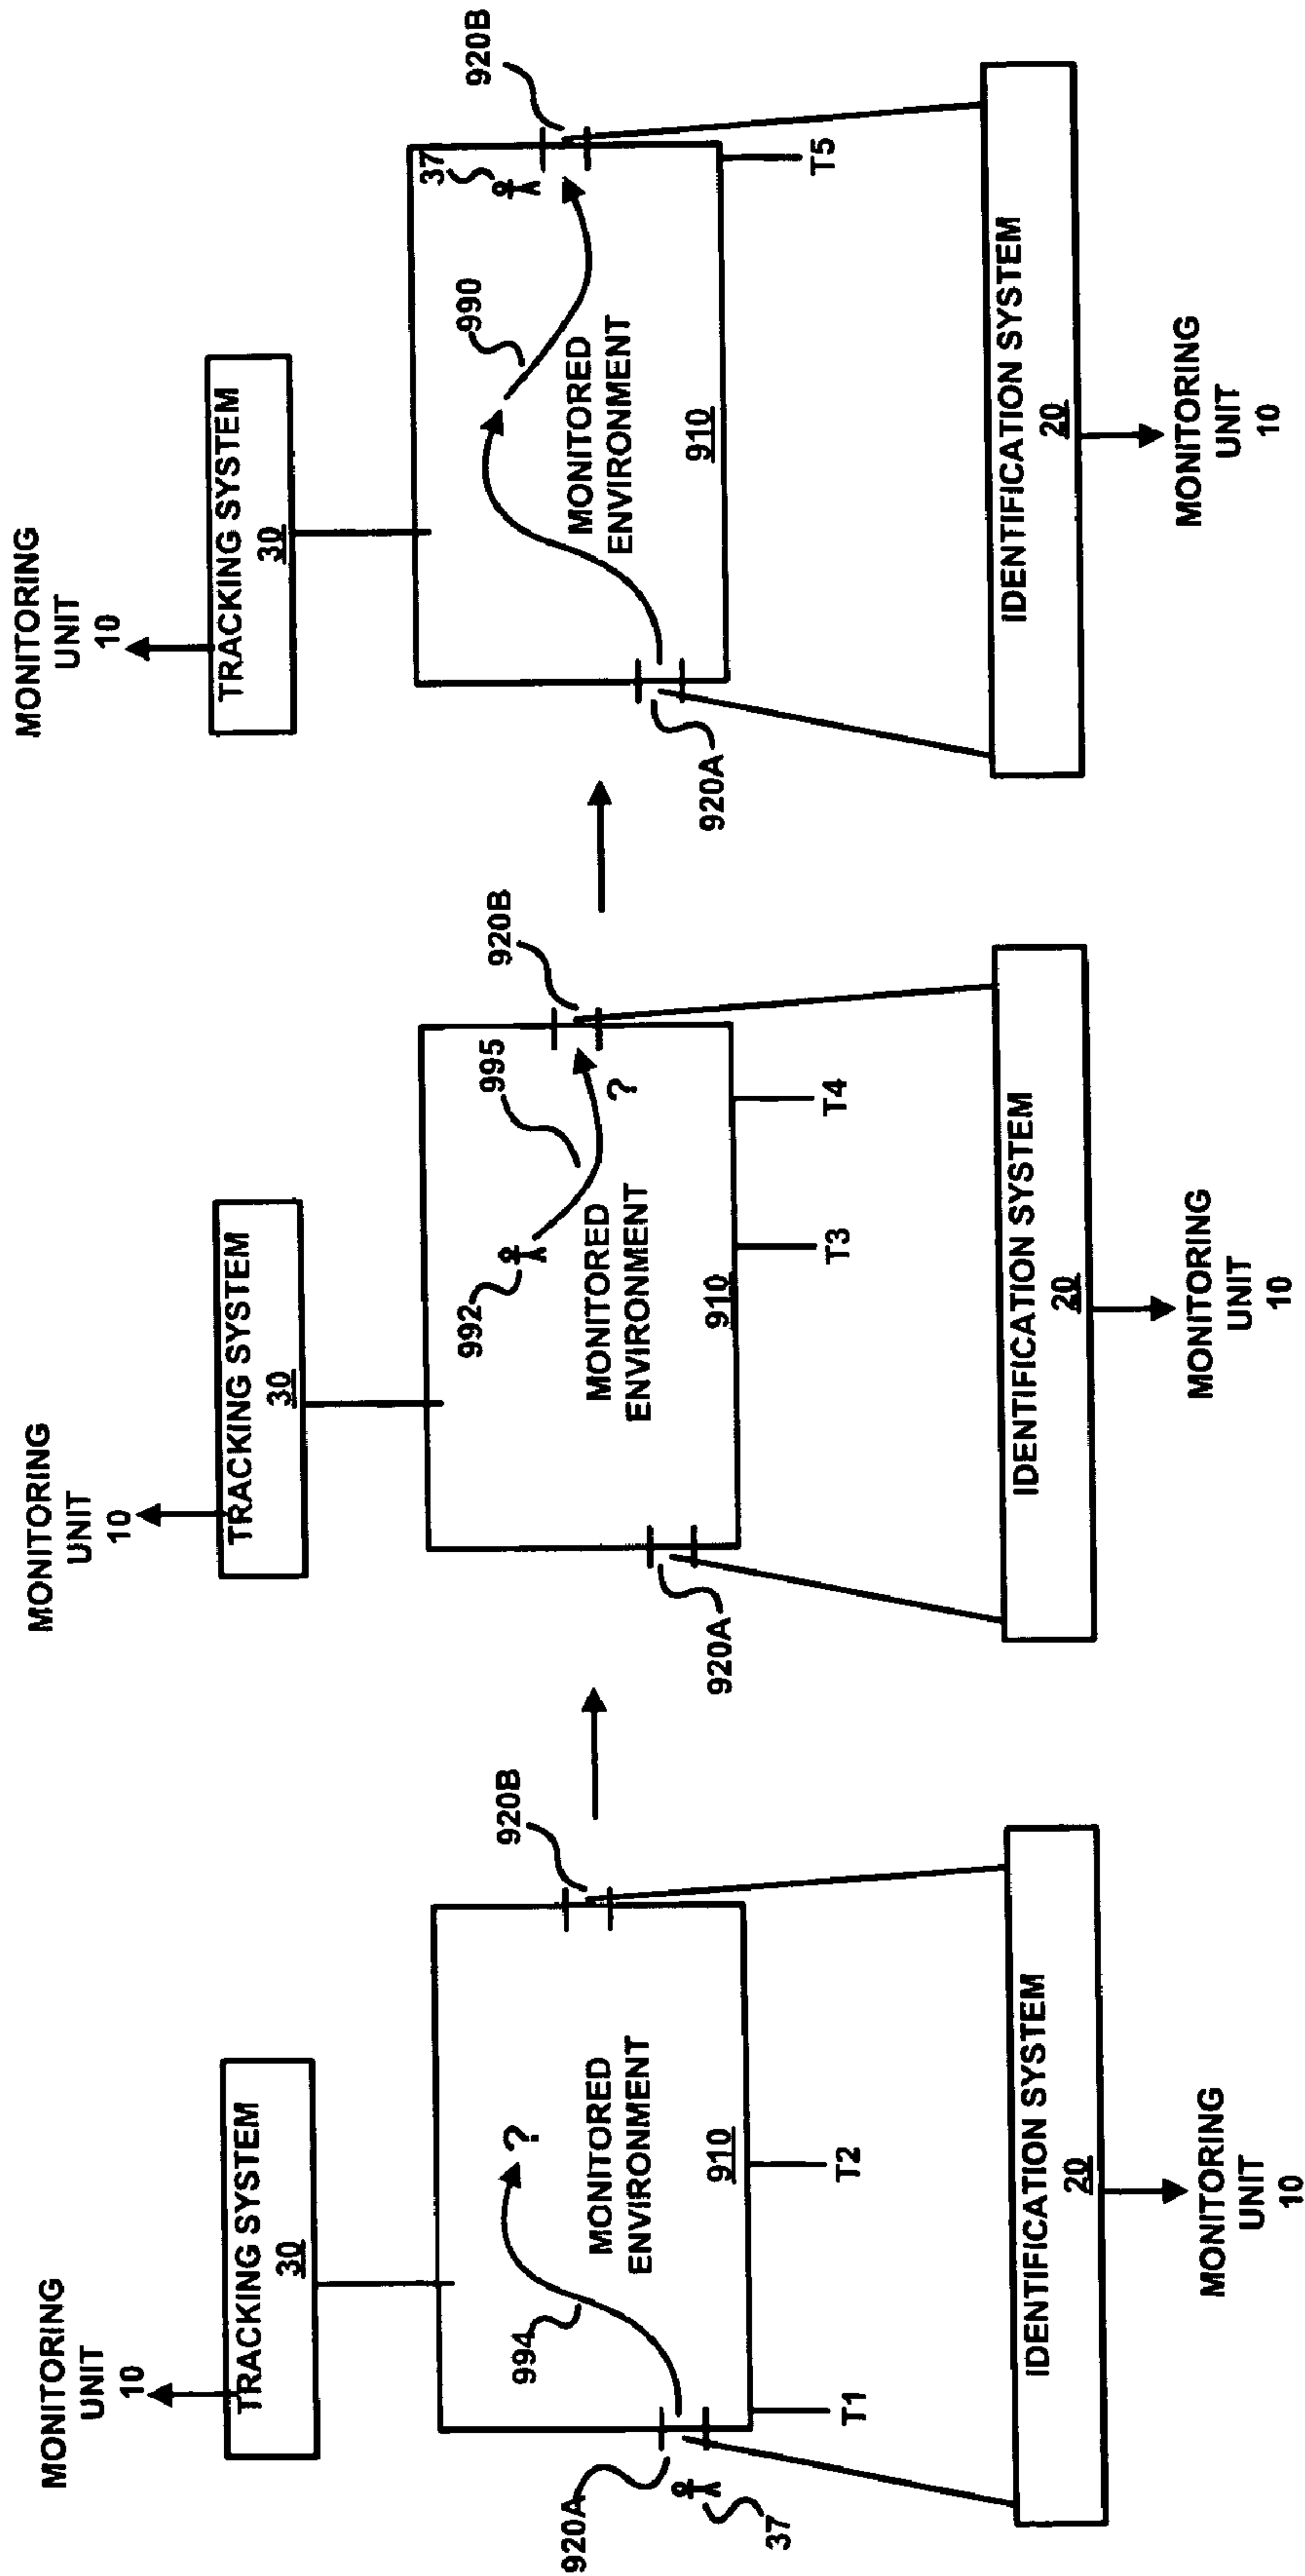 MONITORING
UNIT
10
TRACKING SYSTEM
30
994
?
MONITORED
ENVIRONMENT
910
920A
920B
37
T1
T2
IDENTIFICATION SYSTEM
20
MONITORING
UNIT
10
MONITORING
UNIT
10
TRACKING SYSTEM
30
992
995
?
MONITORED
ENVIRONMENT
910
920A
920B
T3
T4
IDENTIFICATION SYSTEM
20
MONITORING
UNIT
10
MONITORING
UNIT
10
TRACKING SYSTEM
30
990
37
MONITORED
ENVIRONMENT
910
920A
920B
T5
IDENTIFICATION SYSTEM
20
MONITORING
UNIT
10